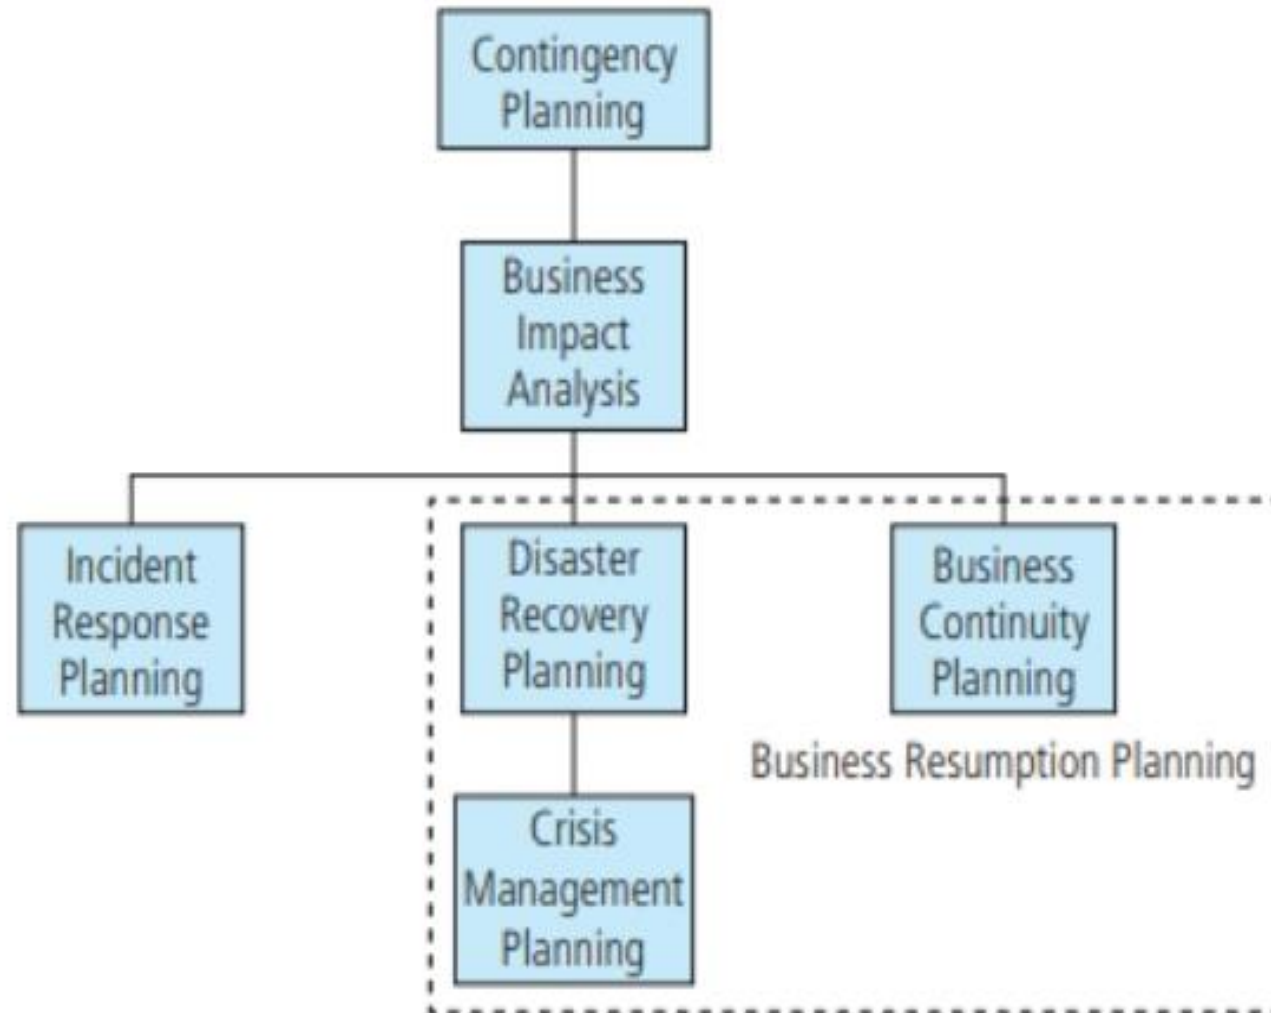 Contingency
Planning
Business
Impact
Analysis
Incident
Response
Planning
Disaster
Recovery
Planning
Business
Continuity
Planning
Business Resumption Planning
Crisis
Management
Planning